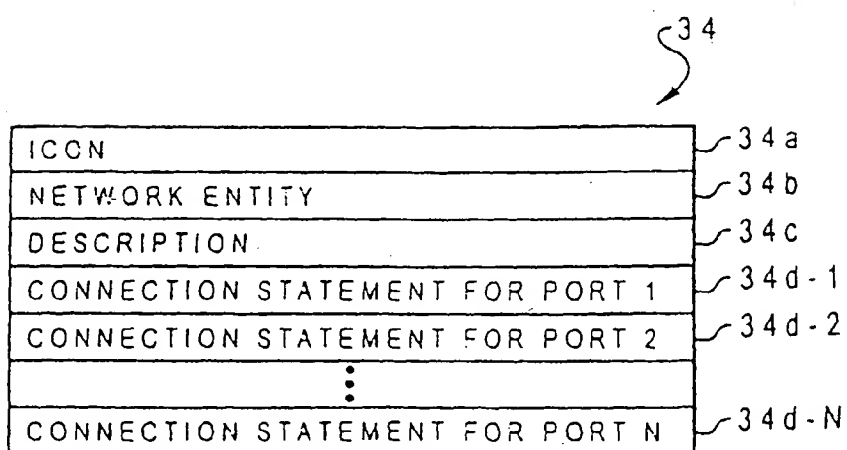 34
ICON 34a
NETWORK ENTITY 34b
DESCRIPTION 34c
CONNECTION STATEMENT FOR PORT 1 34d-1
CONNECTION STATEMENT FOR PORT 2 34d-2
CONNECTION STATEMENT FOR PORT N 34d-N